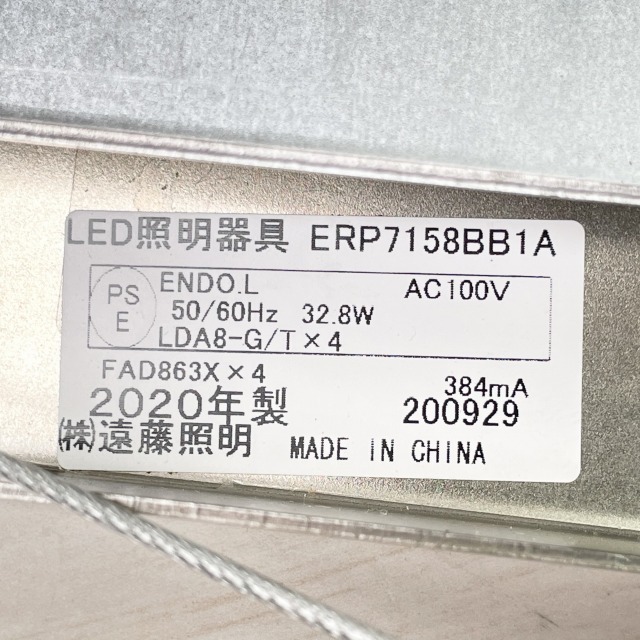 LED照明器具 ERP7158BB1A
PS
E
ENDO.L AC100V
50/60Hz 32.8W
LDA8-G/T×4
FAD863X×4 384mA
2020年製 200929
㈱遠藤照明 MADE IN CHINA